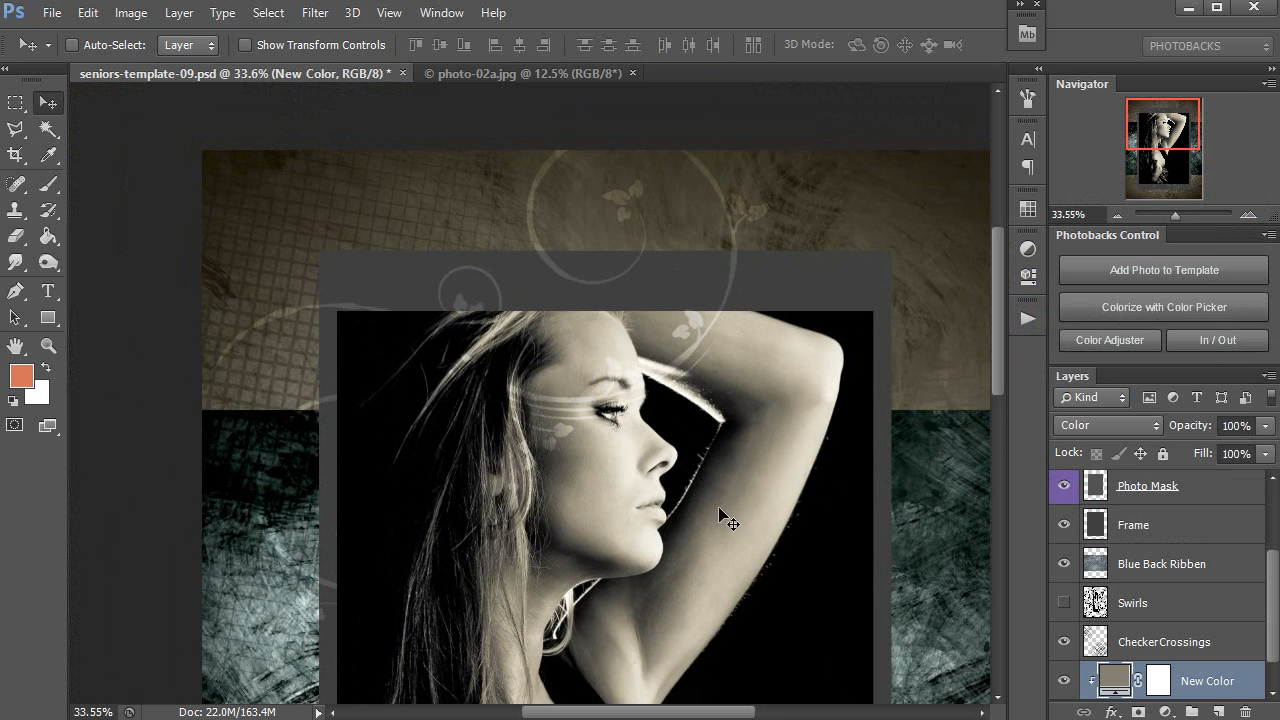 Ps File Edit Image Layer Type Select Filter 3D View Window Help
Mb
Auto-Select: Layer Show Transform Controls 3D Mode: PHOTOBACKS
seniors-template-09.psd @ 33.6% (New Color, RGB/8) * × © photo-02a.jpg @ 12.5% (RGB/8*) ×
Navigator
33.55%
Photobacks Control
Add Photo to Template
Colorize with Color Picker
Color Adjuster In / Out
Layers
Kind
Color Opacity: 100%
Lock: Fill: 100%
Photo Mask
Frame
Blue Back Ribben
Swirls
CheckerCrossings
New Color
33.55% Doc: 22.0M/163.4M
fx